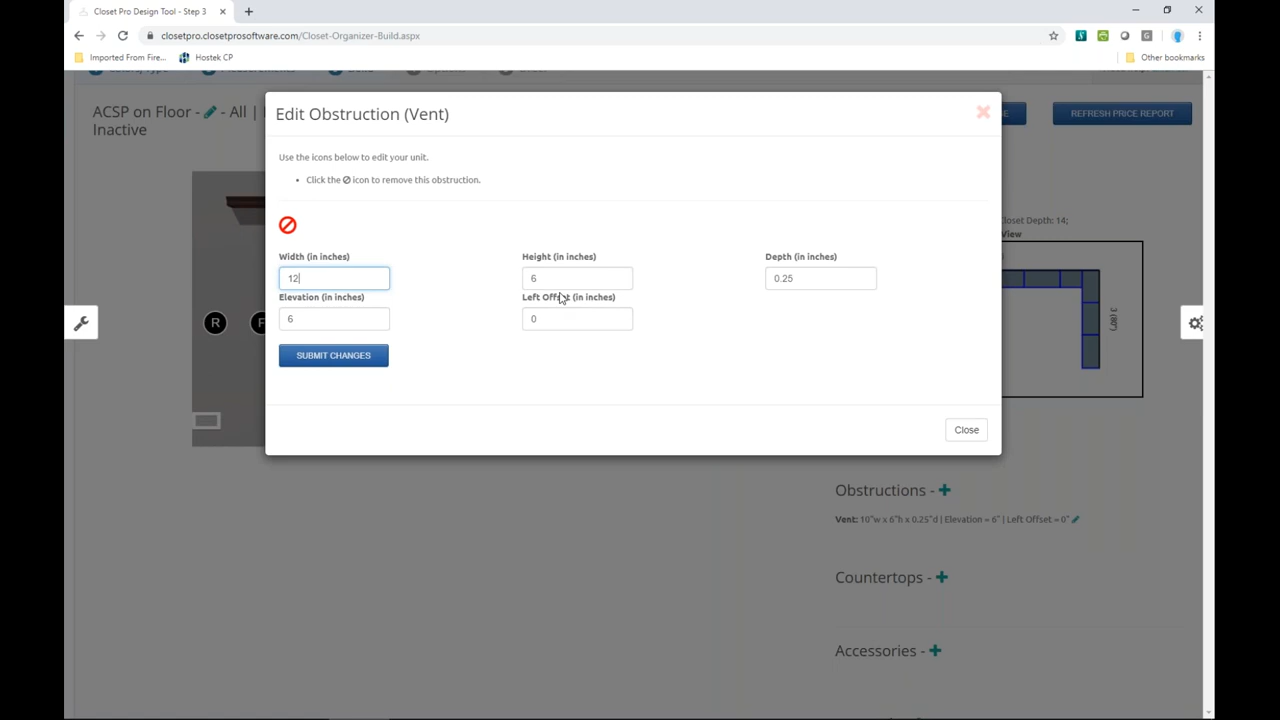 Closet Pro Design Tool - Step 3
closetpro.closetprosoftware.com/Closet-Organizer-Build.aspx
Imported From Fire...
Hostek CP
Other bookmarks
ACSP on Floor - - All |
Inactive
REFRESH PRICE REPORT
Edit Obstruction (Vent)
Use the icons below to edit your unit.
Click the icon to remove this obstruction.
Width (in inches)
Height (in inches)
Depth (in inches)
12
6
0.25
Elevation (in inches)
Left Offset (in inches)
6
0
SUBMIT CHANGES
Close
R
F
Closet Depth: 14;
View
3 (80")
Obstructions -
Vent: 10"w x 6"h x 0.25"d | Elevation = 6" | Left Offset = 0"
Countertops -
Accessories -